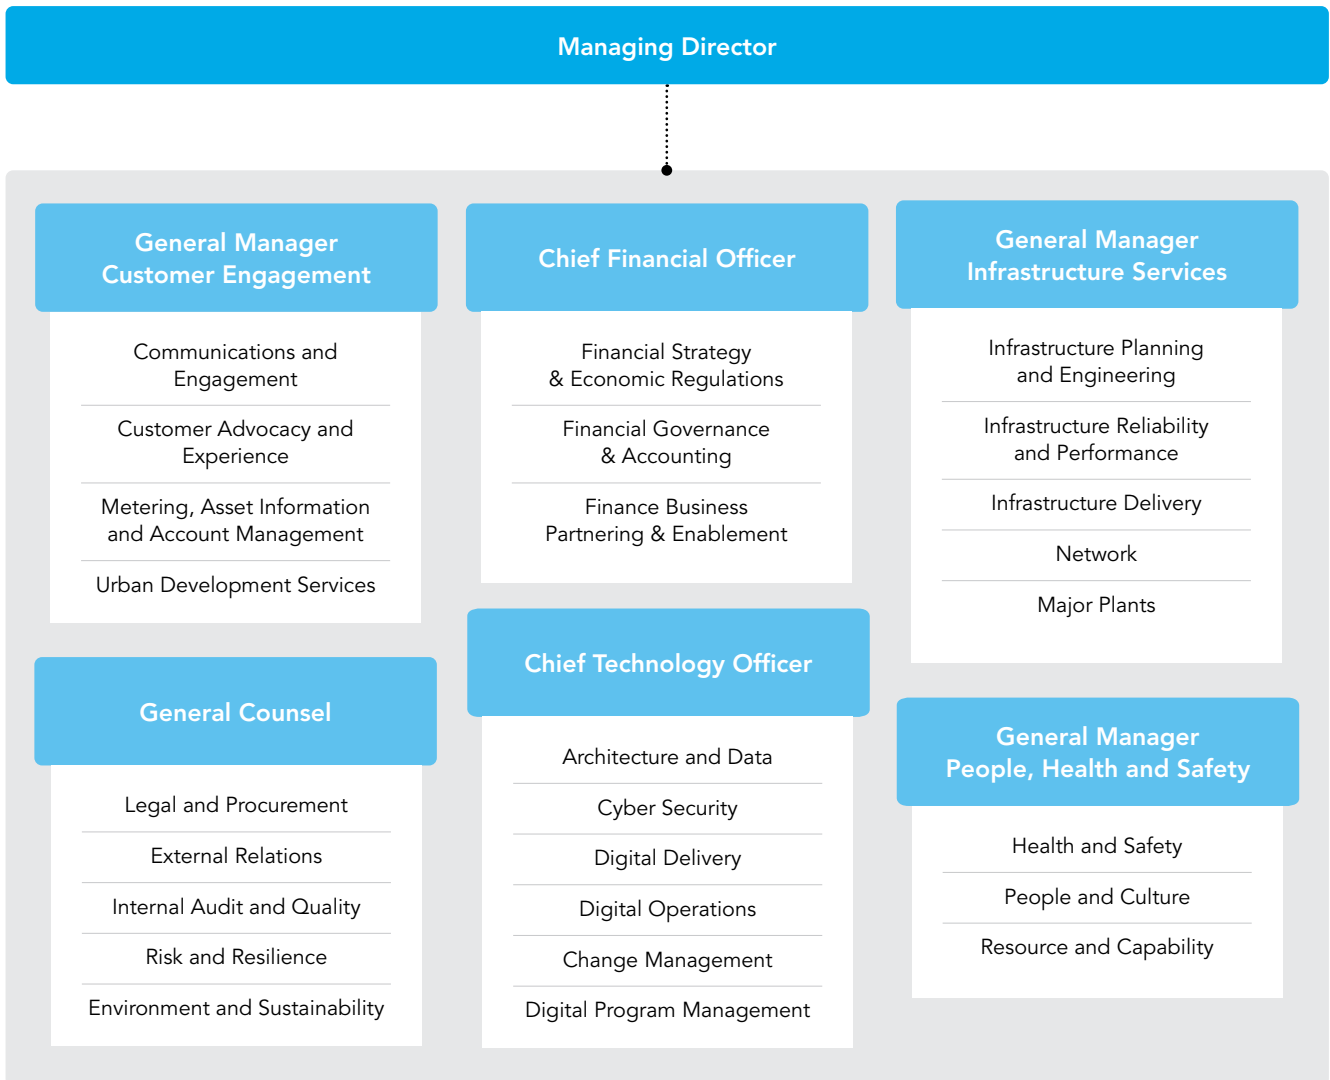 Managing Director
General Manager
Customer Engagement
Communications and
Engagement
Customer Advocacy and
Experience
Metering, Asset Information
and Account Management
Urban Development Services
General Counsel
Legal and Procurement
External Relations
Internal Audit and Quality
Risk and Resilience
Environment and Sustainability
Chief Financial Officer
Financial Strategy
& Economic Regulations
Financial Governance
& Accounting
Finance Business
Partnering & Enablement
Chief Technology Officer
Architecture and Data
Cyber Security
Digital Delivery
Digital Operations
Change Management
Digital Program Management
General Manager
Infrastructure Services
Infrastructure Planning
and Engineering
Infrastructure Reliability
and Performance
Infrastructure Delivery
Network
Major Plants
General Manager
People, Health and Safety
Health and Safety
People and Culture
Resource and Capability